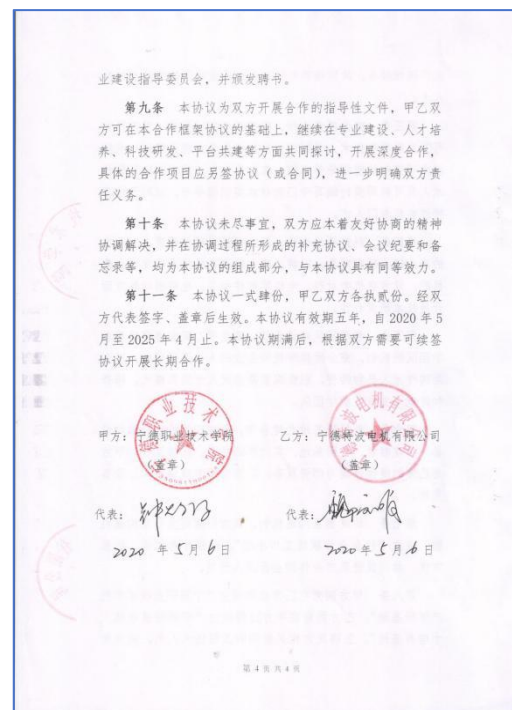 业建设指导委员会，并颁发聘书。
第九条 本协议为双方开展合作的指导性文件，甲乙双
方可在本合作框架协议的基础上，继续在专业建设、人才培
养、科技研发、平台共建等方面共同探讨，开展深度合作，
具体的合作项目应另签协议（或合同），进一步明确双方责
任义务。
第十条 本协议未尽事宜，双方应本着友好协商的精神
协调解决，并在协调过程所形成的补充协议、会议纪要和备
忘录等，均为本协议的组成部分，与本协议具有同等效力。
第十一条 本协议一式肆份，甲乙双方各执贰份。经双
方代表签字、盖章后生效。本协议有效期五年，自 2020 年 5
月至 2025 年 4 月止。本协议期满后，根据双方需要可续签
协议开展长期合作。
甲方：宁德职业技术学院 乙方：宁德特波电机有限公司
（盖章） （盖章）
代表： 代表：
2020 年 5 月 6 日 2020 年 5 月 6 日
第 4 页 共 4 页